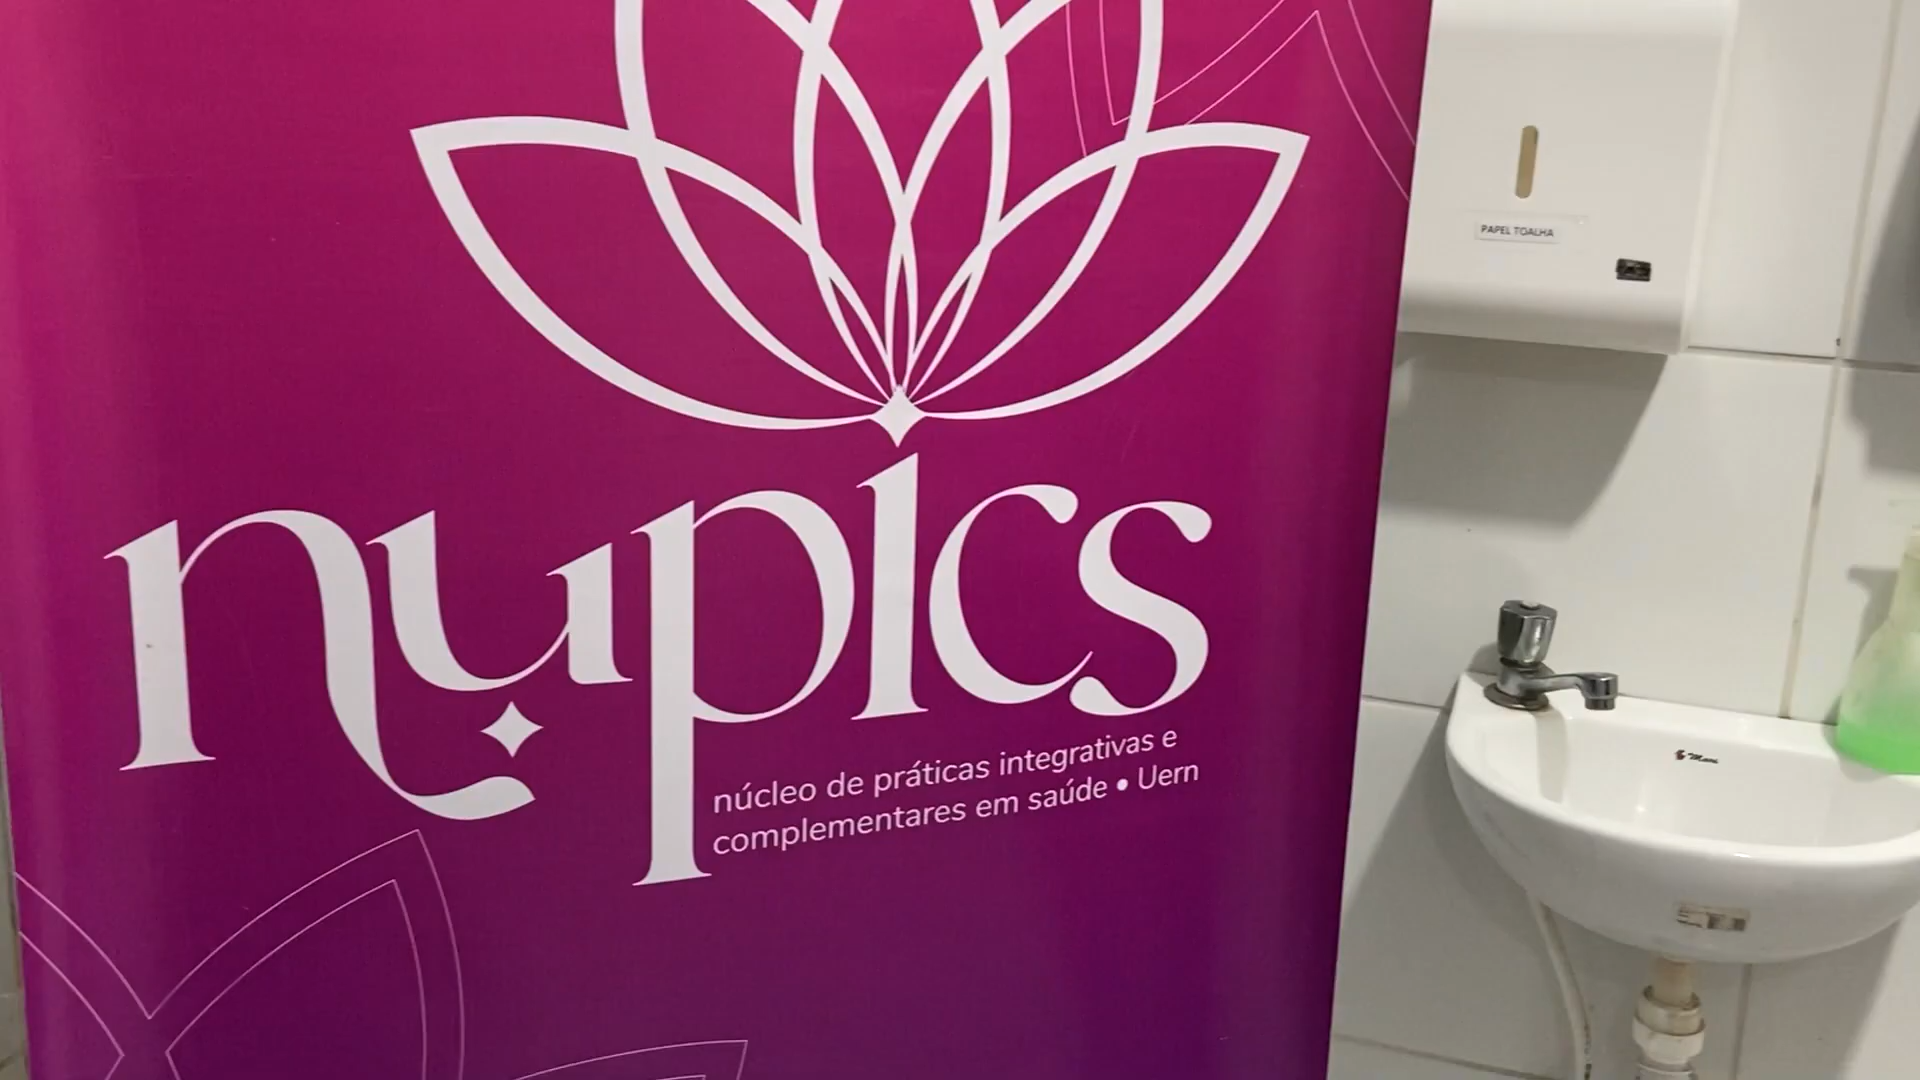 nupics
núcleo de práticas integrativas e
complementares em saúde • Uern
PAPEL TOALHA